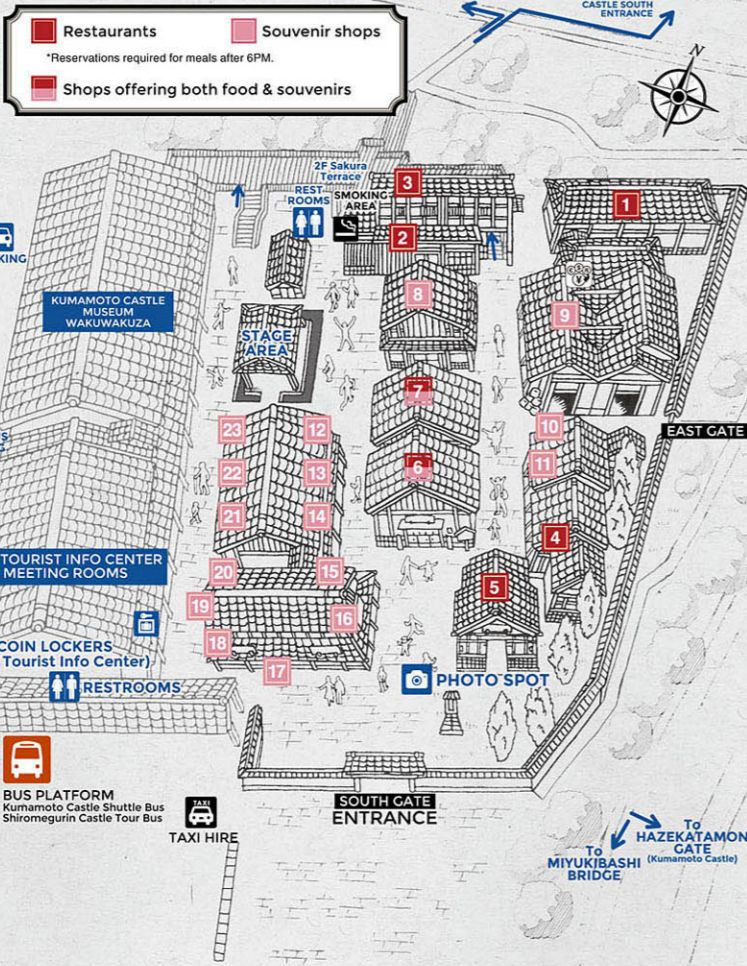 CASTLE SOUTH
ENTRANCE
Restaurants
Souvenir shops
*Reservations required for meals after 6PM.
Shops offering both food & souvenirs
N
2F Sakura
Terrace
REST
ROOMS
SMOKING
AREA
3
2
1
KING
KUMAMOTO CASTLE
MUSEUM
WAKUWAKUZA
8
9
STAGE
AREA
7
23
12
10
EAST GATE
22
13
6
11
21
14
4
TOURIST INFO CENTER
MEETING ROOMS
20
15
5
19
16
18
17
COIN LOCKERS
Tourist Info Center)
RESTROOMS
PHOTO SPOT
BUS PLATFORM
Kumamoto Castle Shuttle Bus
Shiromegurin Castle Tour Bus
TAXI
TAXI HIRE
SOUTH GATE
ENTRANCE
To
MIYUKIBASHI
BRIDGE
To
HAZEKATAMON
GATE
(Kumamoto Castle)